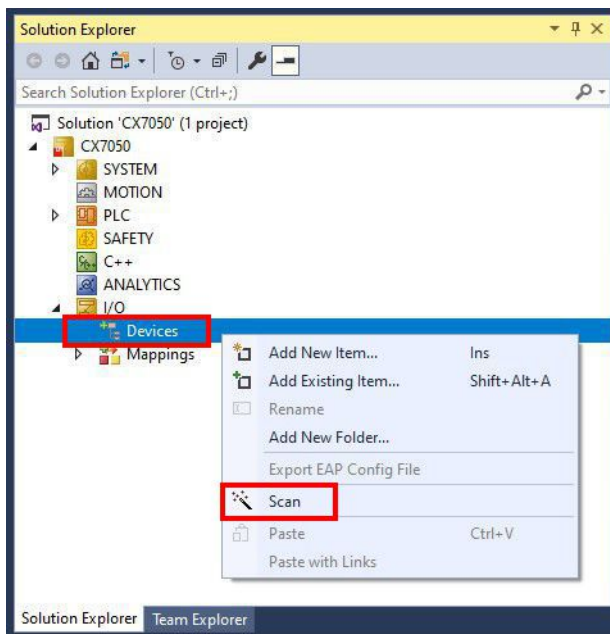 Solution Explorer
Search Solution Explorer (Ctrl+;)
Solution 'CX7050' (1 project)
CX7050
SYSTEM
MOTION
PLC
SAFETY
C++
ANALYTICS
I/O
Devices
Mappings
Add New Item... Ins
Add Existing Item... Shift+Alt+A
Rename
Add New Folder...
Export EAP Config File
Scan
Paste Ctrl+V
Paste with Links
Solution Explorer Team Explorer